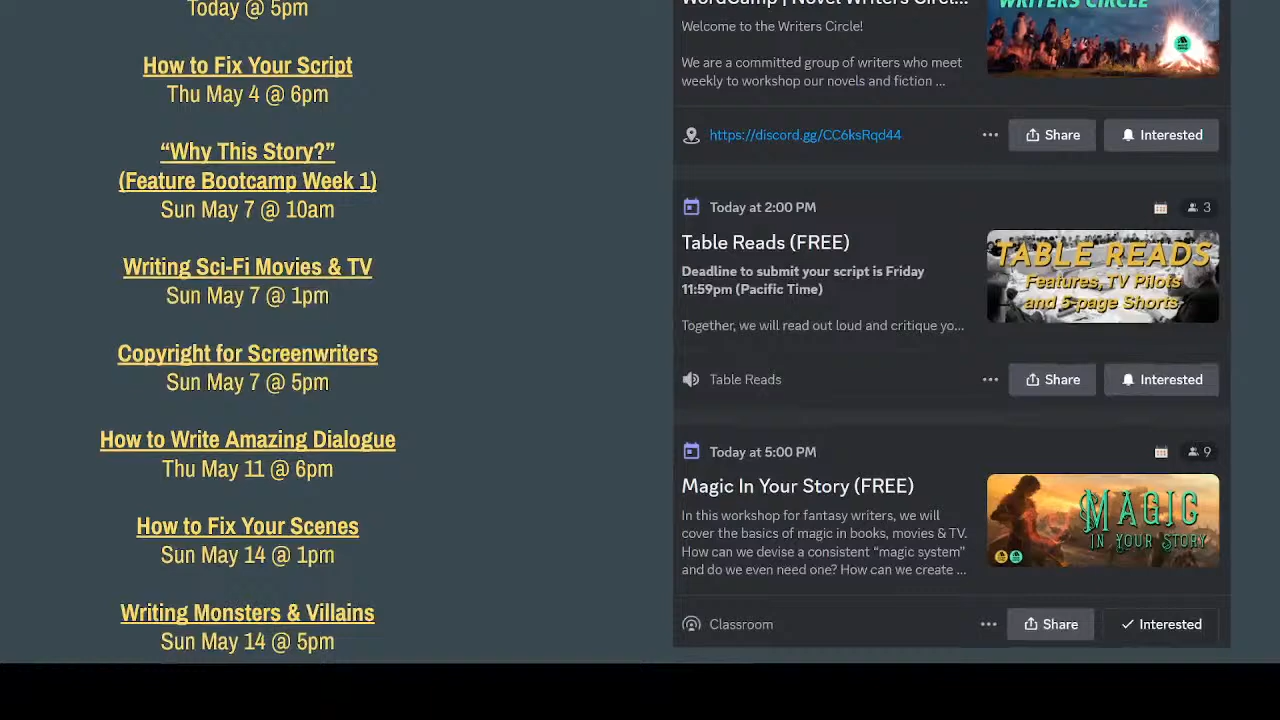 Today @ 5pm
How to Fix Your Script
Thu May 4 @ 6pm
“Why This Story?”
(Feature Bootcamp Week 1)
Sun May 7 @ 10am
Writing Sci-Fi Movies & TV
Sun May 7 @ 1pm
Copyright for Screenwriters
Sun May 7 @ 5pm
How to Write Amazing Dialogue
Thu May 11 @ 6pm
How to Fix Your Scenes
Sun May 14 @ 1pm
Writing Monsters & Villains
Sun May 14 @ 5pm
WordCamp | Novel Writers Circl...
WRITERS CIRCLE
Welcome to the Writers Circle!
We are a committed group of writers who meet
weekly to workshop our novels and fiction ...
https://discord.gg/CC6ksRqd44
Share
Interested
Today at 2:00 PM
3
Table Reads (FREE)
Deadline to submit your script is Friday
11:59pm (Pacific Time)
Together, we will read out loud and critique yo...
TABLE READS
Features, TV Pilots
and 5-page Shorts
Table Reads
Share
Interested
Today at 5:00 PM
9
Magic In Your Story (FREE)
In this workshop for fantasy writers, we will
cover the basics of magic in books, movies & TV.
How can we devise a consistent “magic system”
and do we even need one? How can we create ...
MAGIC
IN YOUR STORY
Classroom
Share
Interested